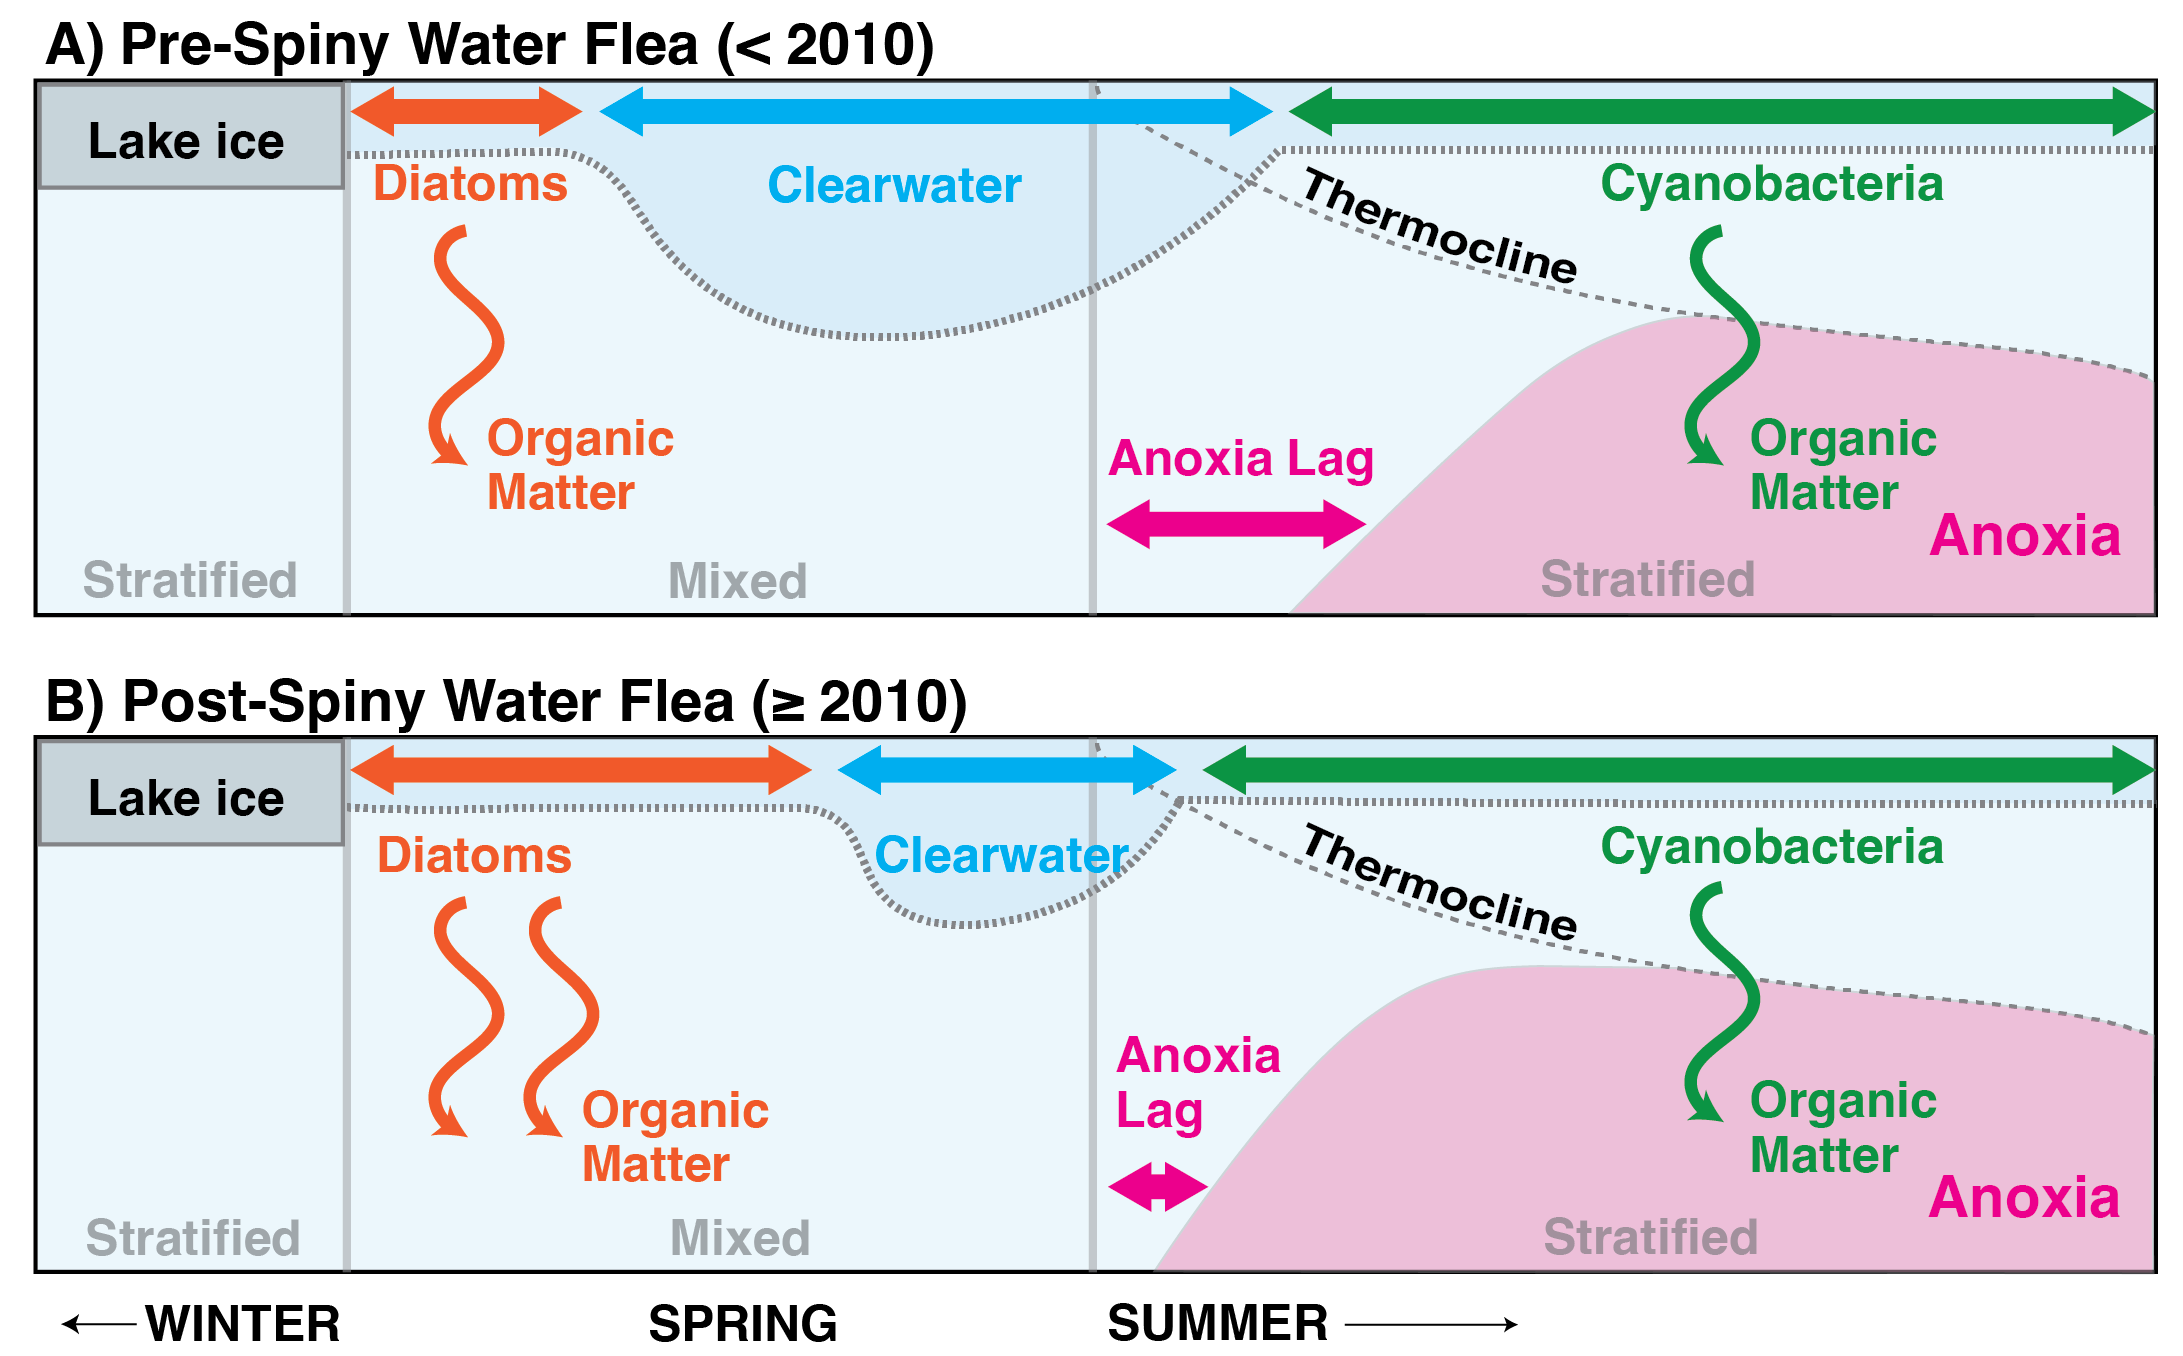 A) Pre-Spiny Water Flea (< 2010)
Lake ice
Diatoms
Clearwater
Cyanobacteria
Thermocline
Organic
Matter
Anoxia Lag
Organic
Matter
Anoxia
Stratified
Mixed
Stratified
B) Post-Spiny Water Flea (≥ 2010)
Lake ice
Diatoms
Clearwater
Cyanobacteria
Thermocline
Organic
Matter
Anoxia
Lag
Organic
Matter
Anoxia
Stratified
Mixed
Stratified
WINTER
SPRING
SUMMER